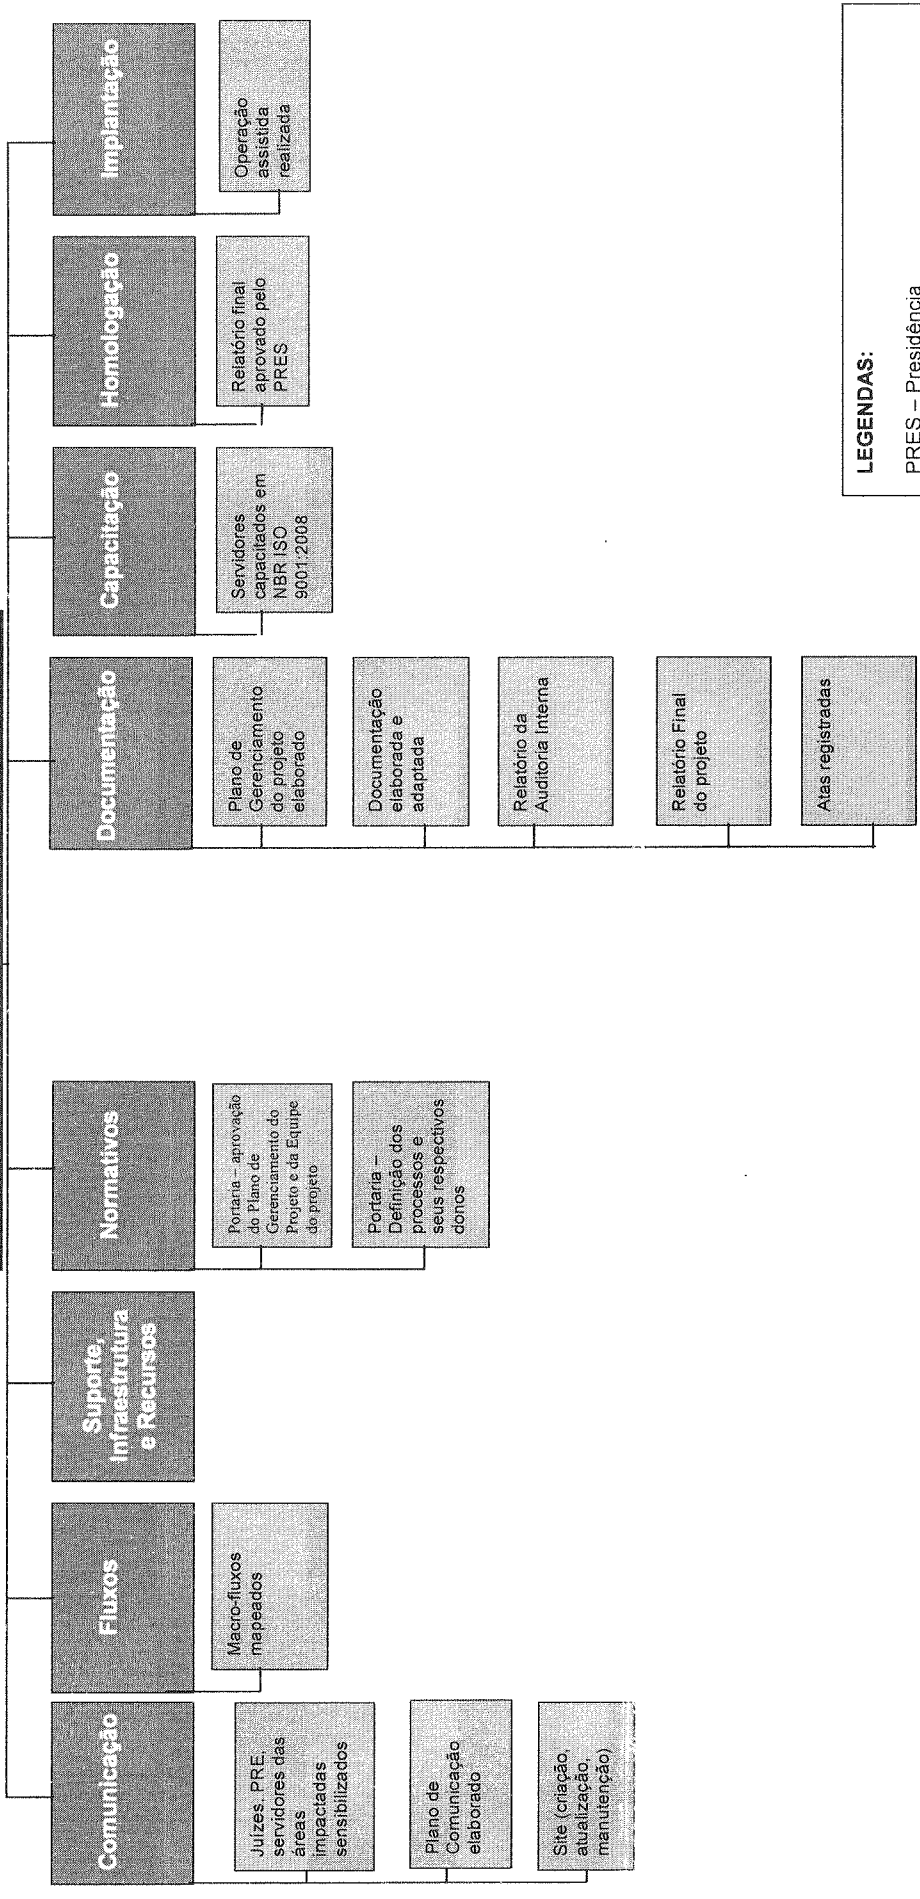 Comunicação
Juízes, PRE,
servidores das
áreas
impactadas
sensibilizados
Plano de
Comunicação
elaborado
Site (criação,
atualização,
manutenção)
Fluxos
Macro-fluxos
mapeados
Suporte,
Infraestrutura
e Recursos
Normativos
Portaria – aprovação
do Plano de
Gerenciamento do
Projeto e da Equipe
do projeto
Portaria –
Definição dos
processos e
seus respectivos
donos
Documentação
Plano de
Gerenciamento
do projeto
elaborado
Documentação
elaborada e
adaptada
Relatório da
Auditoria Interna
Relatório Final
do projeto
Atas registradas
Capacitação
Servidores
capacitados em
NBR ISO
9001:2008
Homologação
Relatório final
aprovado pelo
PRES
Implantação
Operação
assistida
realizada
LEGENDAS:
PRES – Presidência